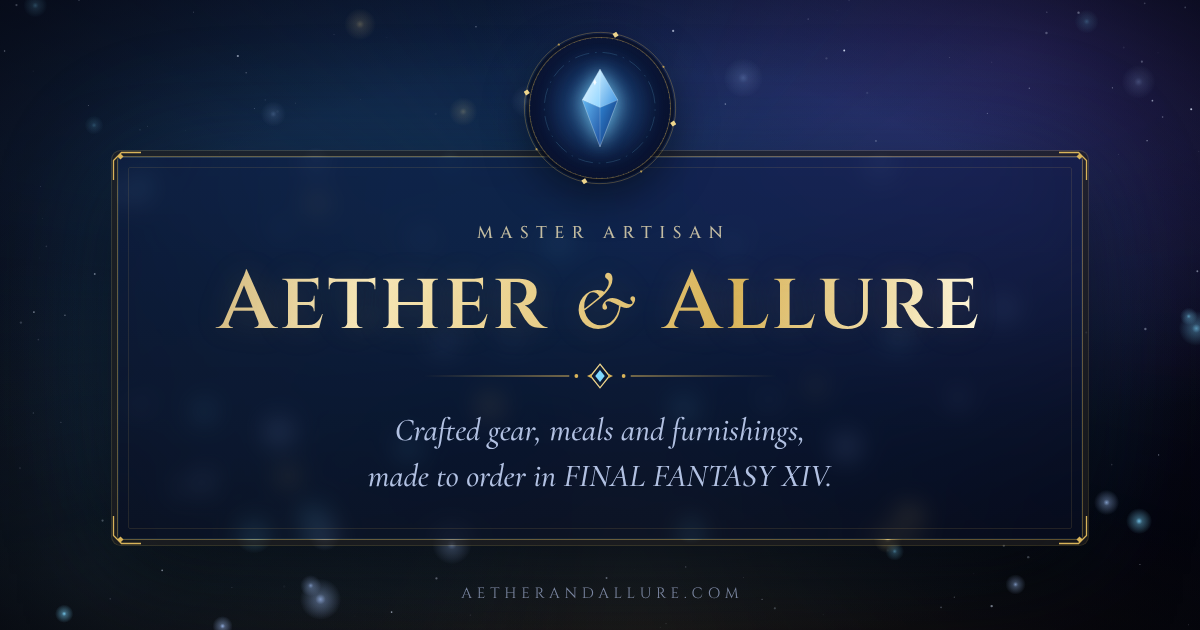 MASTER ARTISAN
AETHER & ALLURE
Crafted gear, meals and furnishings,
made to order in FINAL FANTASY XIV.
AETHERANDALLURE.COM